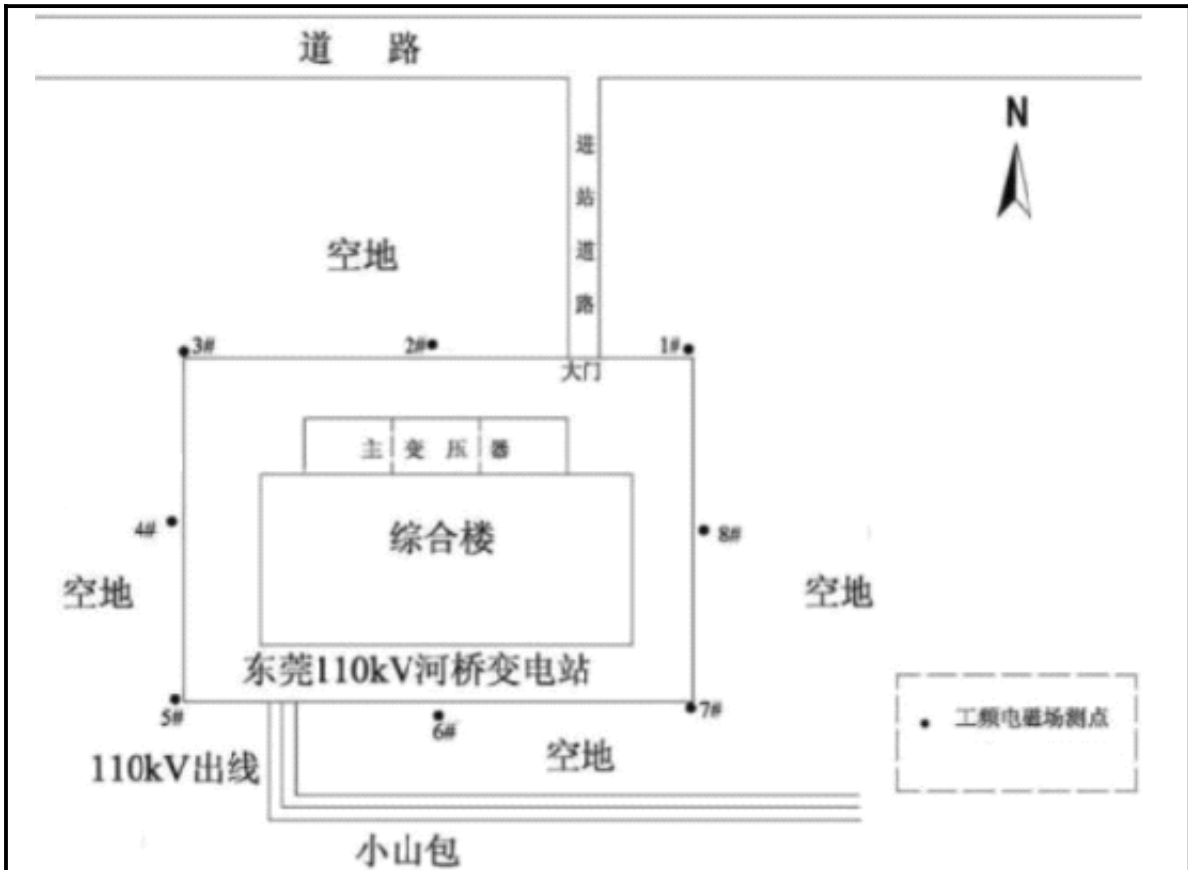 道 路
N
进站道路
空地
3#
2#
1#
大门
主变压器
4#
综合楼
8#
空地
空地
东莞110kV河桥变电站
5#
6#
7#
工频电磁场测点
110kV出线
空地
小山包